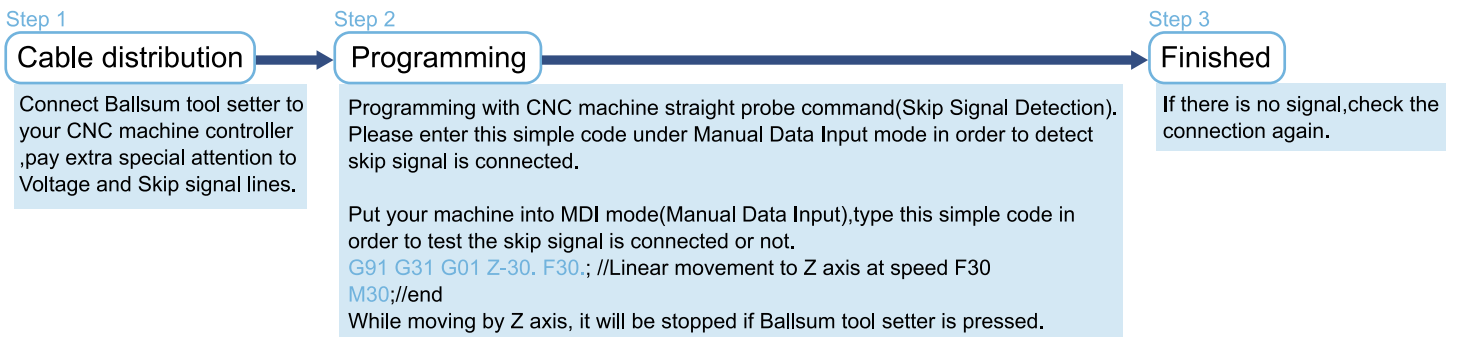 Step 1
Cable distribution
Connect Ballsum tool setter to
your CNC machine controller
,pay extra special attention to
Voltage and Skip signal lines.
Step 2
Programming
Programming with CNC machine straight probe command(Skip Signal Detection).
Please enter this simple code under Manual Data Input mode in order to detect
skip signal is connected.
Put your machine into MDI mode(Manual Data Input),type this simple code in
order to test the skip signal is connected or not.
G91 G31 G01 Z-30. F30.; //Linear movement to Z axis at speed F30
M30;//end
While moving by Z axis, it will be stopped if Ballsum tool setter is pressed.
Step 3
Finished
If there is no signal,check the
connection again.